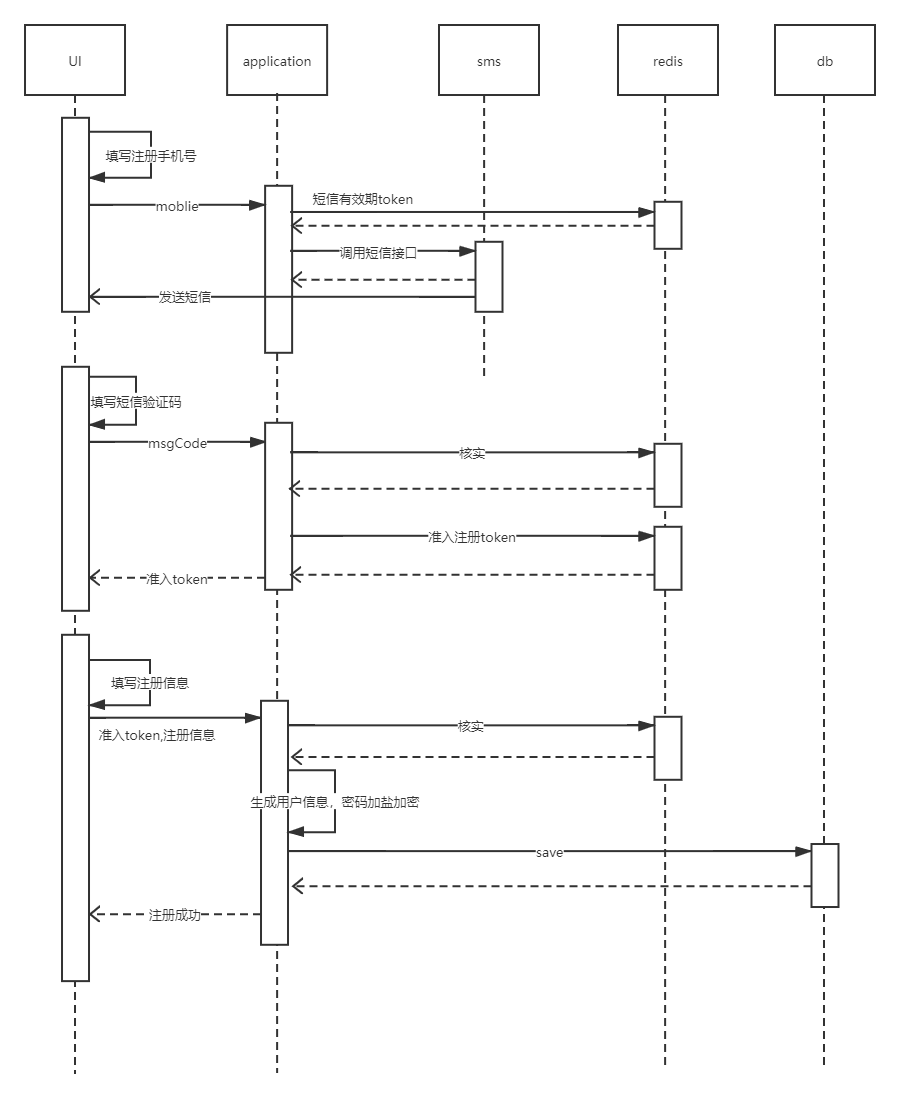 UI
application
sms
redis
db
填写注册手机号
moblie
短信有效期token
调用短信接口
发送短信
填写短信验证码
msgCode
核实
准入注册token
准入token
填写注册信息
准入token,注册信息
核实
生成用户信息，密码加盐加密
save
注册成功